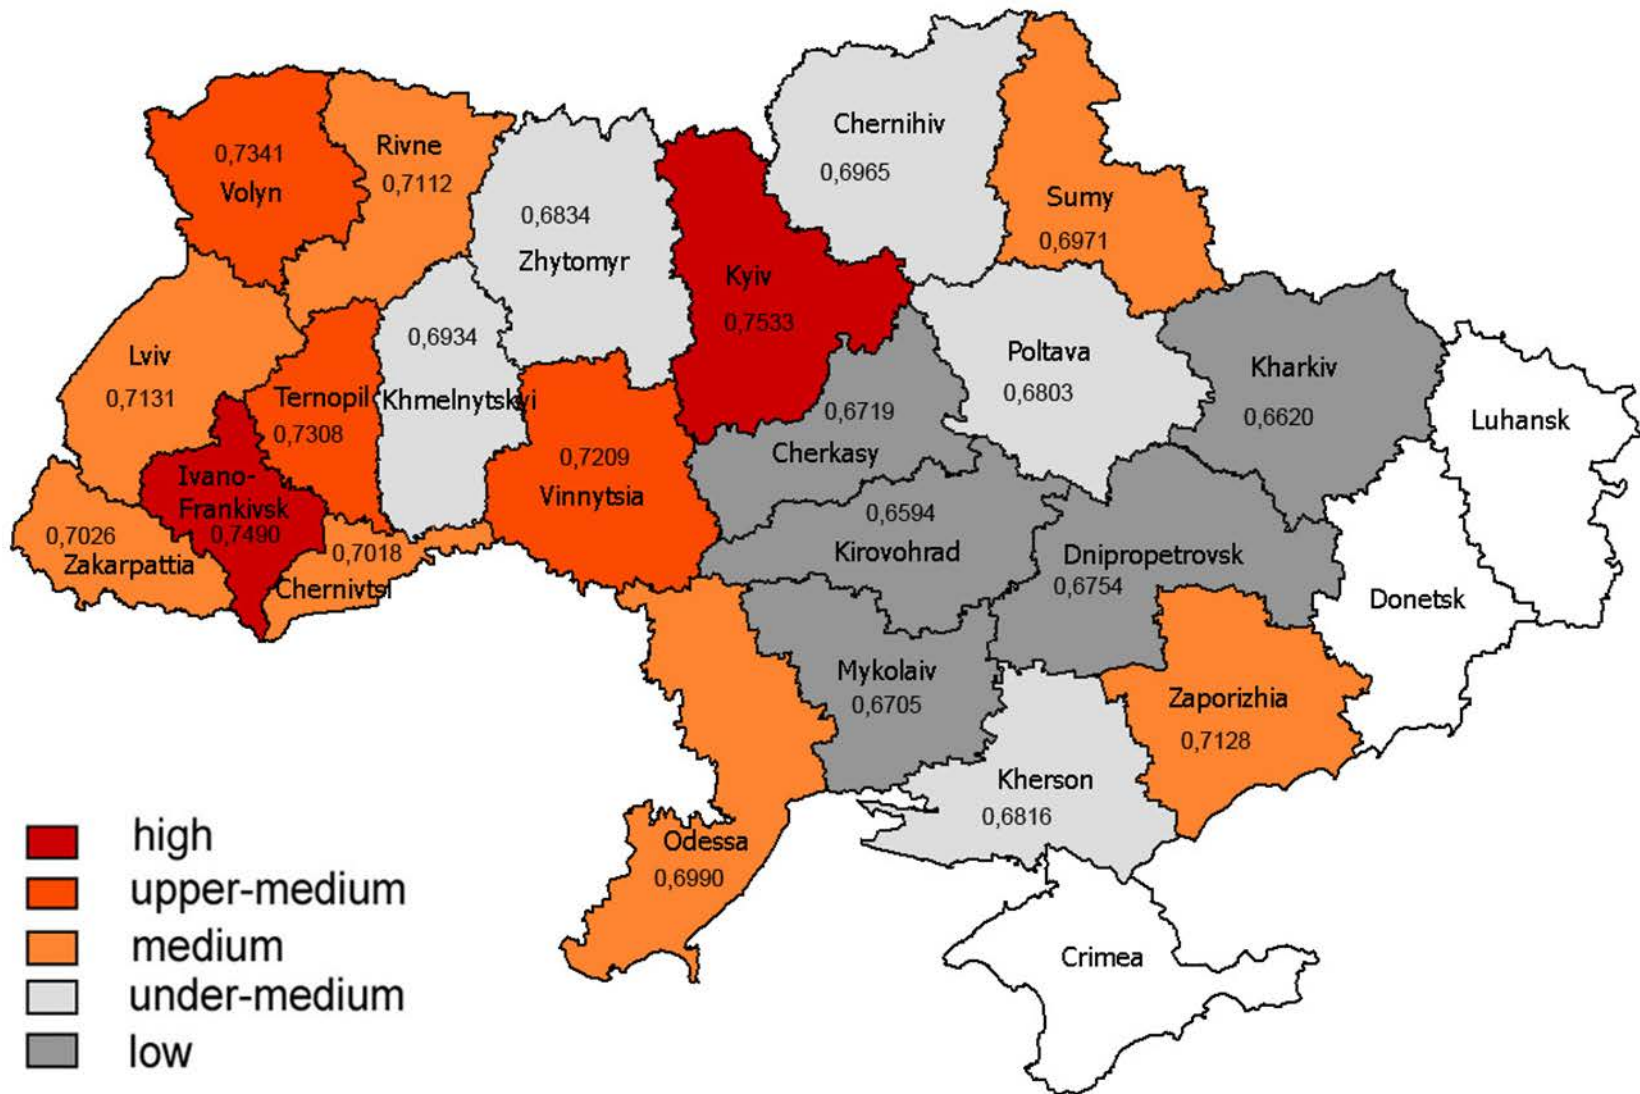 Chernihiv
0,6965
Rivne
0,7112
0,7341
Volyn
Sumy
0,6971
0,6834
Zhytomyr
Kyiv
0,7533
0,6934
Khmelnytskyi
Lviv
0,7131
Ternopil
0,7308
Poltava
0,6803
Kharkiv
0,6620
Luhansk
0,6719
Cherkasy
0,7209
Vinnytsia
Ivano-
Frankivsk
0,7490
0,7026
Zakarpattia
0,7018
Chernivtsi
0,6594
Kirovohrad
Dnipropetrovsk
0,6754
Donetsk
Mykolaiv
0,6705
Zaporizhia
0,7128
Kherson
0,6816
Odessa
0,6990
Crimea
high
upper-medium
medium
under-medium
low